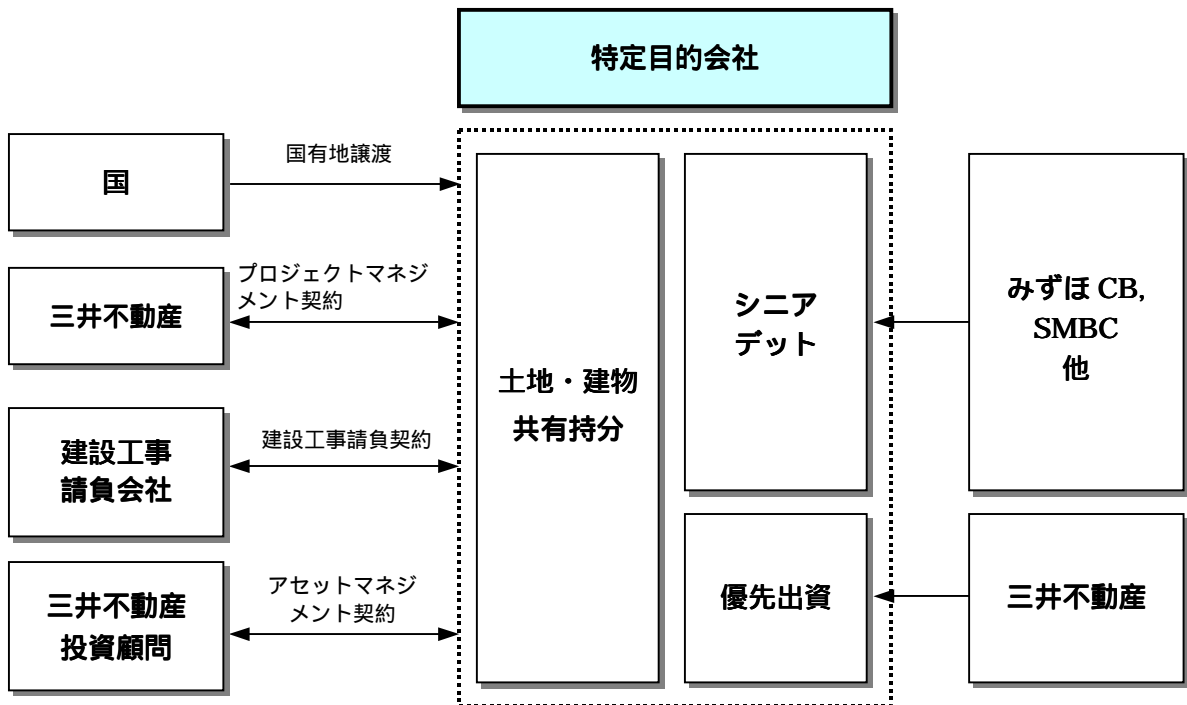 特定目的会社
国
国有地譲渡
三井不動産
プロジェクトマネジ
メント契約
建設工事
請負会社
建設工事請負契約
三井不動産
投資顧問
アセットマネジ
メント契約
土地・建物
共有持分
シニア
デット
優先出資
みずほ CB,
SMBC
他
三井不動産